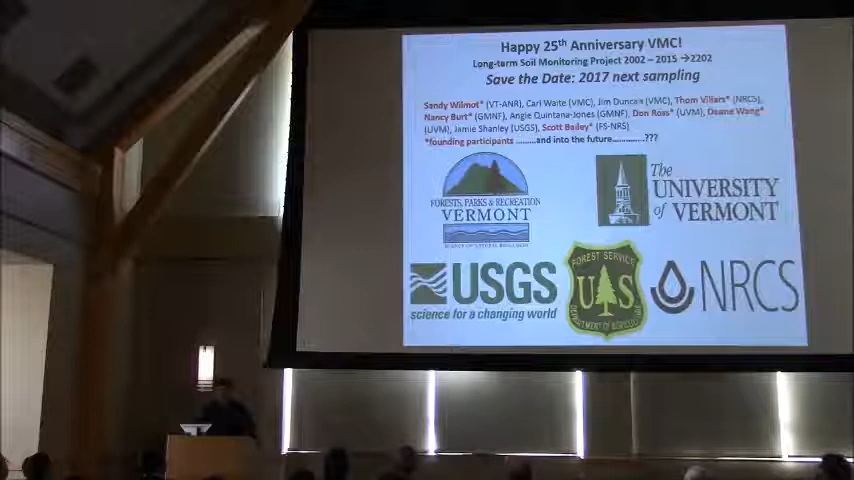 Happy 25th Anniversary VMC!
Long-term Soil Monitoring Project 2002 – 2015 →2202
Save the Date: 2017 next sampling
Sandy Wilmot* (VT-ANR), Carl Waite (VMC), Jim Duncan (VMC), Thom Villars* (NRCS),
Nancy Burt* (GMNF), Angie Quintana-Jones (GMNF), Don Ross* (UVM), Deane Wang*
(UVM), Jamie Shanley (USGS), Scott Bailey* (FS-NRS)
*founding participants ………and into the future……………???
FORESTS, PARKS & RECREATION
VERMONT
The
UNIVERSITY
of VERMONT
USGS
science for a changing world
FOREST SERVICE
U S
DEPARTMENT OF AGRICULTURE
NRCS